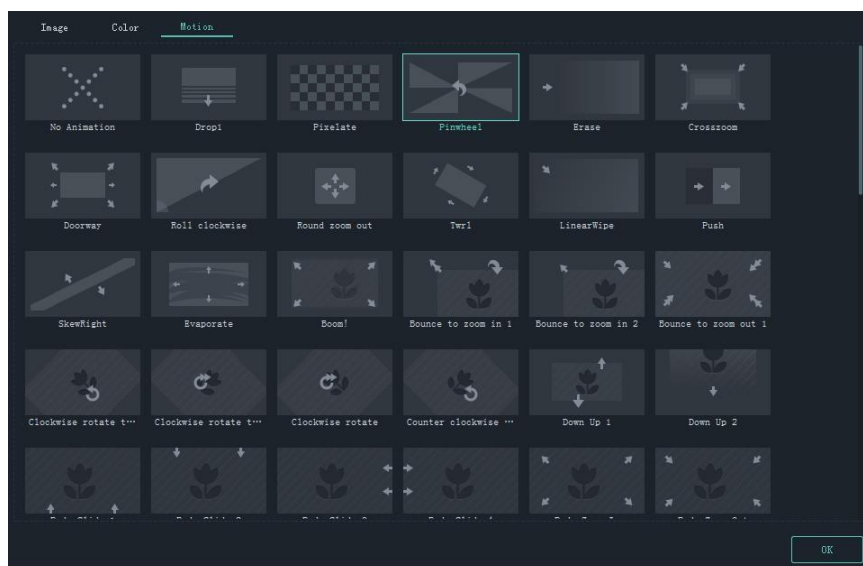 Image Color Motion
No Animation Drop1 Pixelate Pinwheel Erase Crosszoom
Doorway Roll clockwise Round zoom out Twrl LinearWipe Push
SkewRight Evaporate Boom! Bounce to zoom in 1 Bounce to zoom in 2 Bounce to zoom out 1
Clockwise rotate t··· Clockwise rotate t··· Clockwise rotate Counter clockwise ··· Down Up 1 Down Up 2
OK